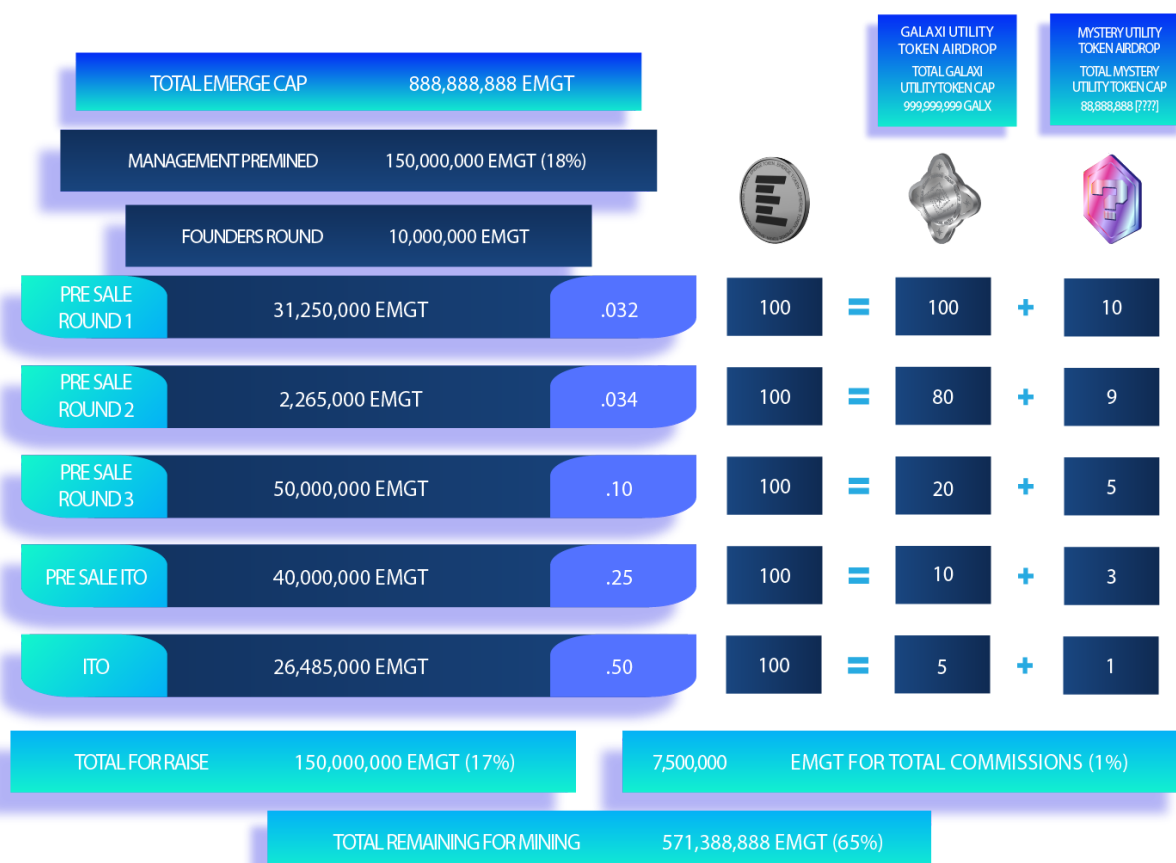 GALAXI UTILITY
TOKEN AIRDROP
TOTAL GALAXI
UTILITY TOKEN CAP
999,999,999 GALX
MYSTERY UTILITY
TOKEN AIRDROP
TOTAL MYSTERY
UTILITY TOKEN CAP
88,888,888 [????]
TOTAL EMERGE CAP 888,888,888 EMGT
MANAGEMENT PREMINED 150,000,000 EMGT (18%)
FOUNDERS ROUND 10,000,000 EMGT
?
PRE SALE
ROUND 1
31,250,000 EMGT .032 100 = 100 + 10
PRE SALE
ROUND 2
2,265,000 EMGT .034 100 = 80 + 9
PRE SALE
ROUND 3
50,000,000 EMGT .10 100 = 20 + 5
PRE SALE ITO 40,000,000 EMGT .25 100 = 10 + 3
ITO 26,485,000 EMGT .50 100 = 5 + 1
TOTAL FOR RAISE 150,000,000 EMGT (17%)
7,500,000 EMGT FOR TOTAL COMMISSIONS (1%)
TOTAL REMAINING FOR MINING 571,388,888 EMGT (65%)